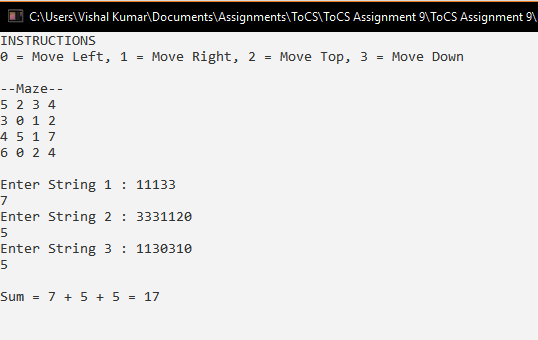 C:\Users\Vishal Kumar\Documents\Assignments\ToCS\ToCS Assignment 9\ToCS Assignment 9\
INSTRUCTIONS
0 = Move Left, 1 = Move Right, 2 = Move Top, 3 = Move Down
--Maze--
5 2 3 4
3 0 1 2
4 5 1 7
6 0 2 4
Enter String 1 : 11133
7
Enter String 2 : 3331120
5
Enter String 3 : 1130310
5
Sum = 7 + 5 + 5 = 17